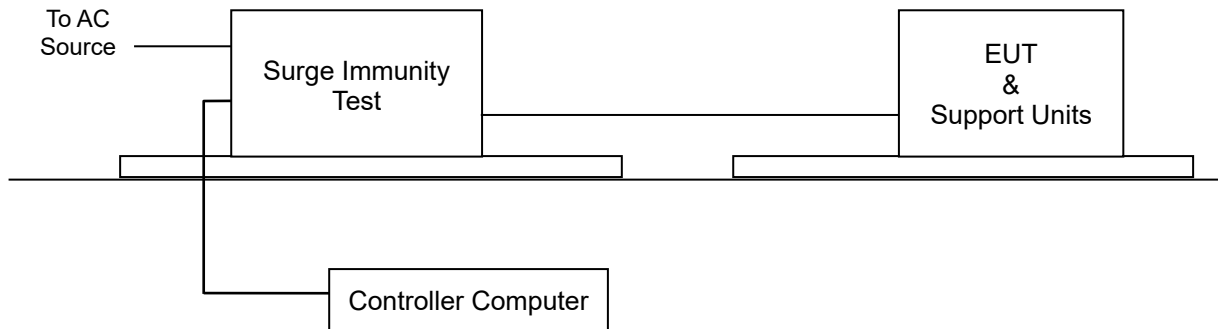 To AC
Source
Surge Immunity
Test
EUT
&
Support Units
Controller Computer